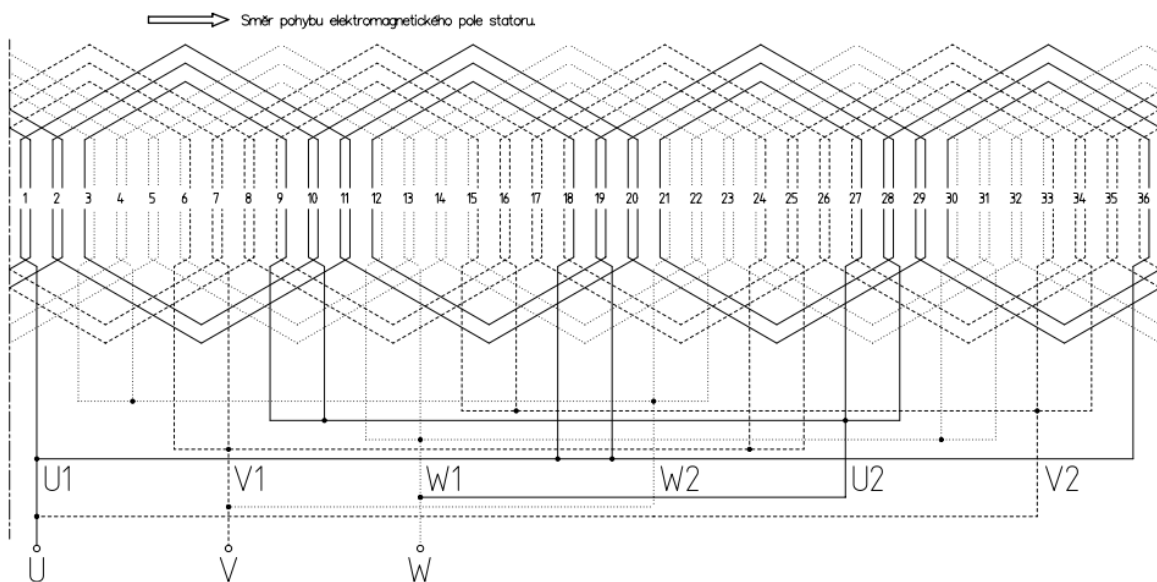 Směr pohybu elektromagnetického pole statoru.
1 2 3 4 5 6 7 8 9 10 11 12 13 14 15 16 17 18 19 20 21 22 23 24 25 26 27 28 29 30 31 32 33 34 35 36
U1 V1 W1 W2 U2 V2
U V W